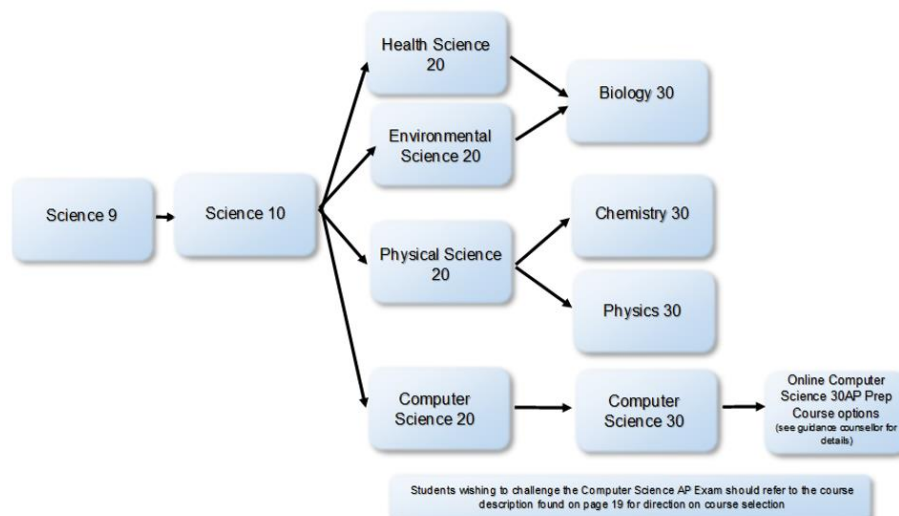 Health Science
20
Biology 30
Environmental
Science 20
Science 9
Science 10
Chemistry 30
Physical Science
20
Physics 30
Computer
Science 20
Computer
Science 30
Online Computer
Science 30AP Prep
Course options
(see guidance counsellor for
details)
Students wishing to challenge the Computer Science AP Exam should refer to the course
description found on page 19 for direction on course selection